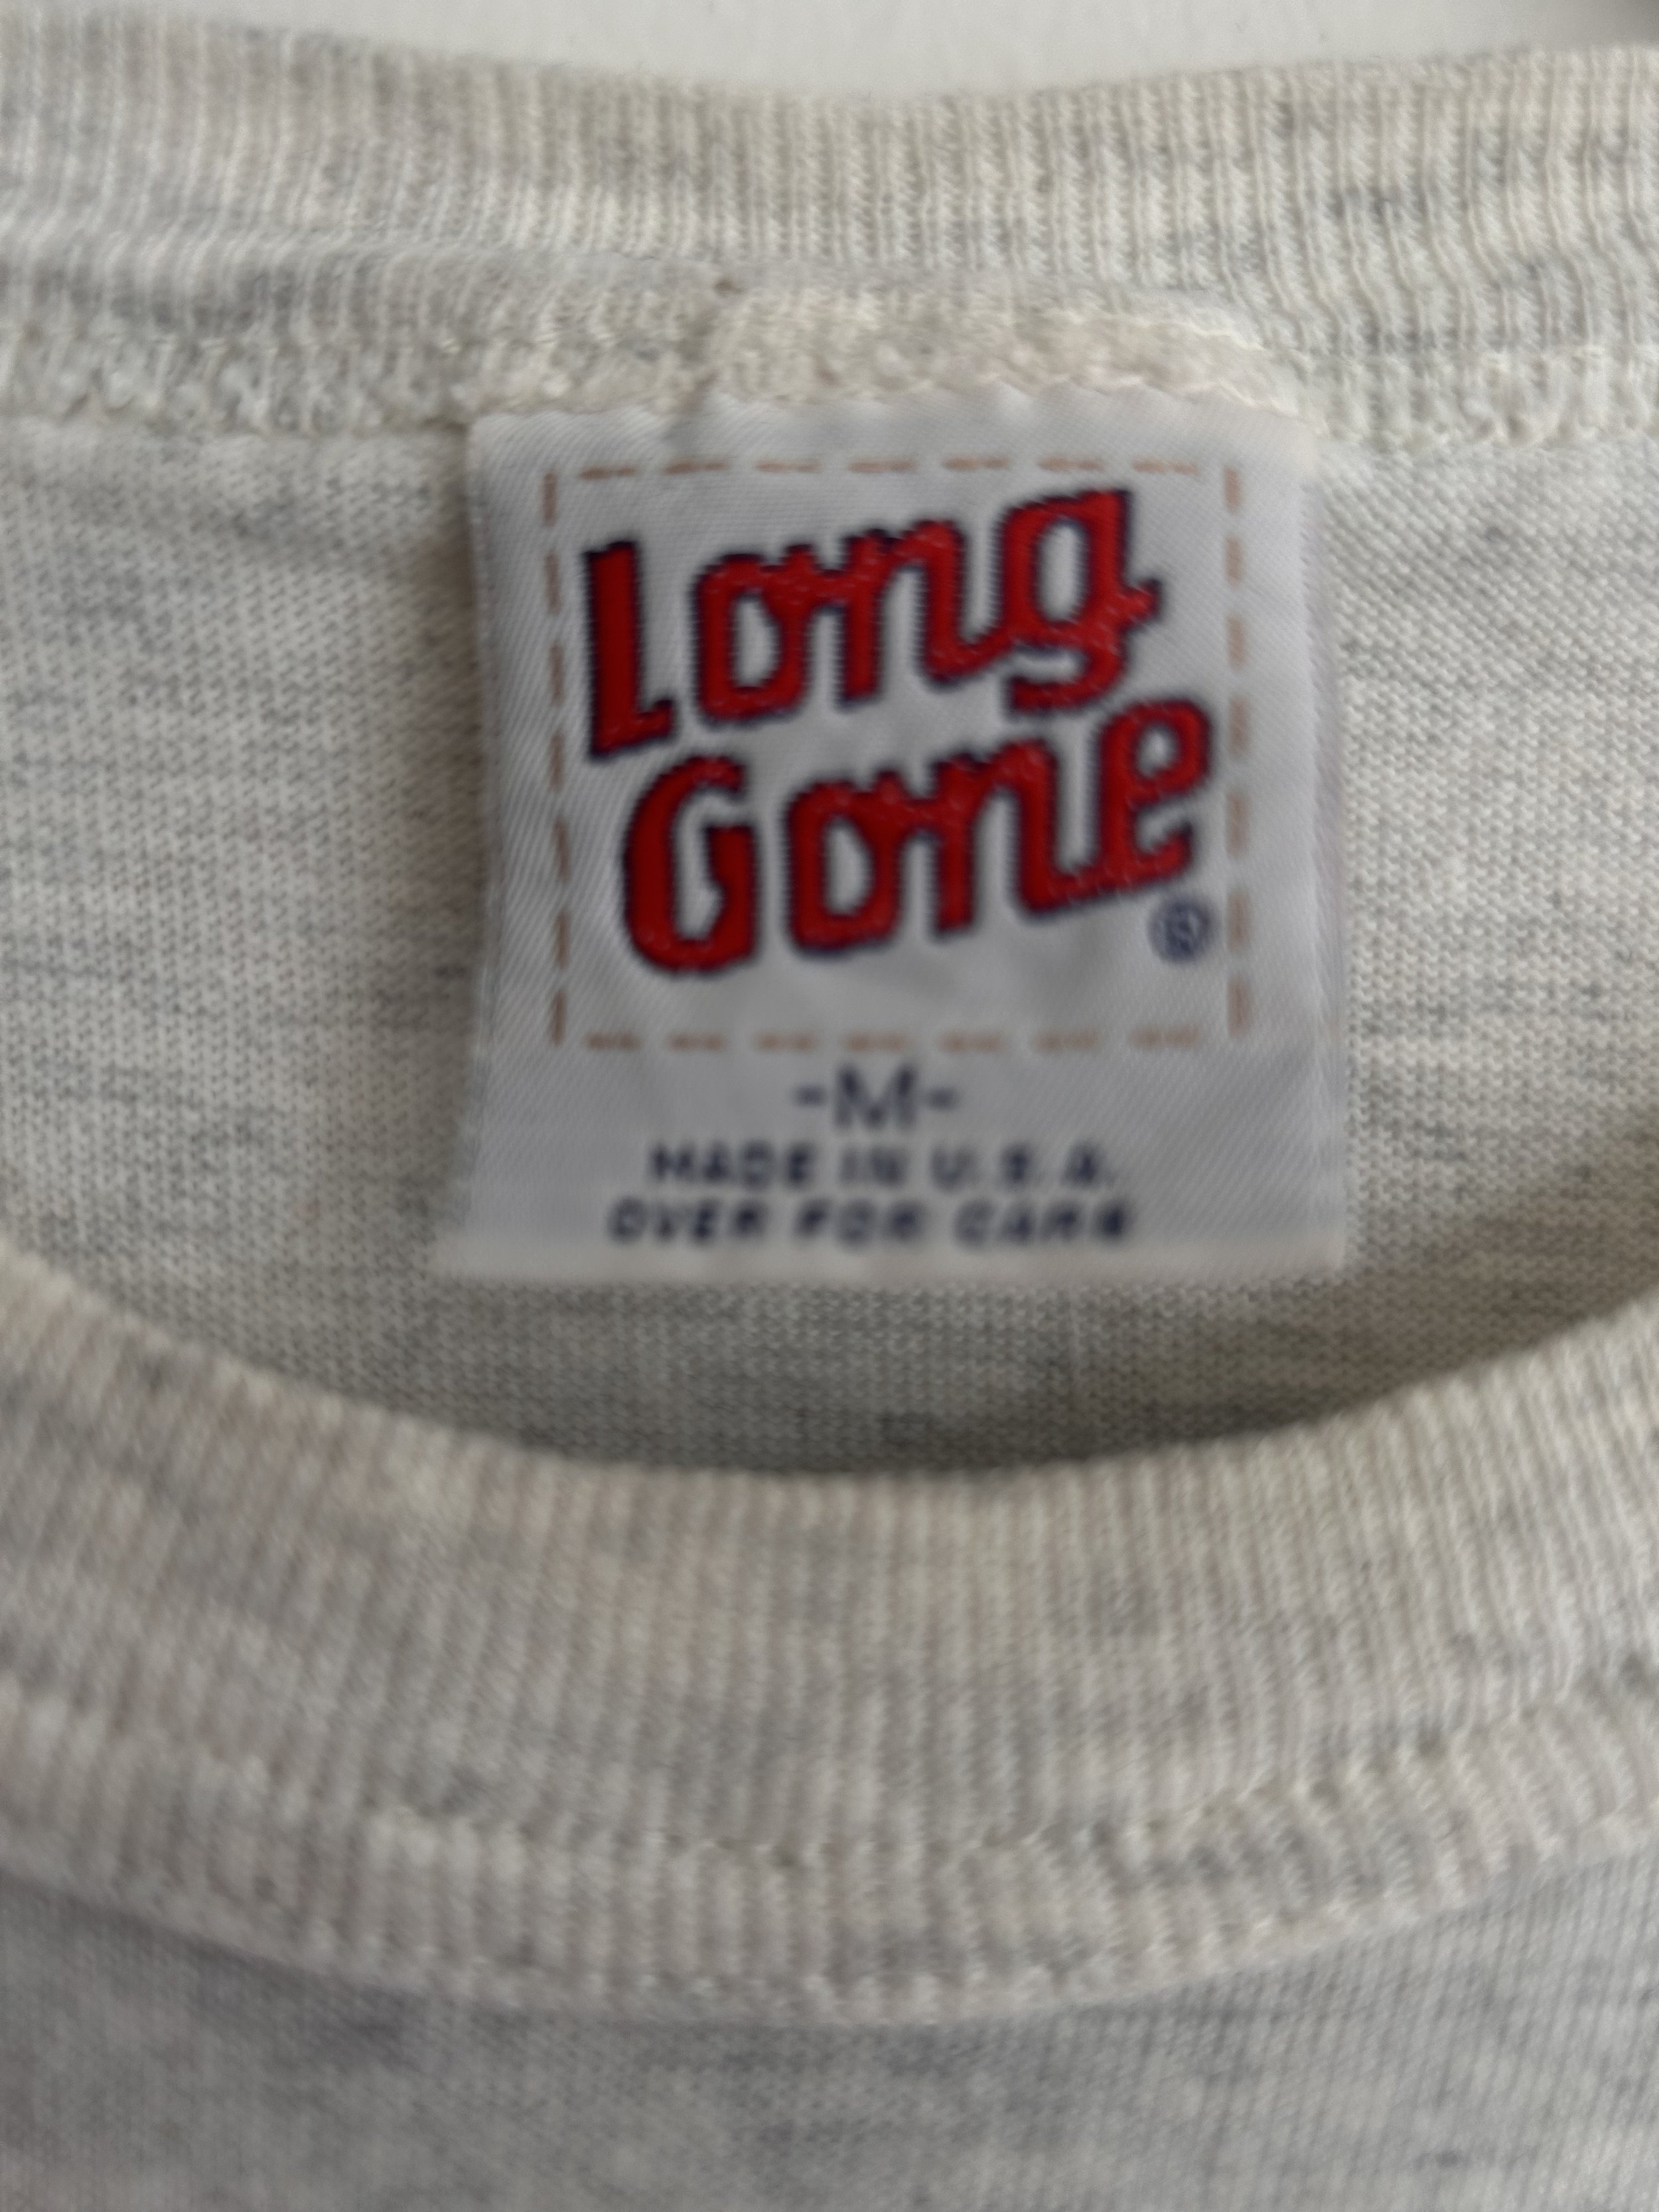 Long
Gone
®
-M-
MADE IN U.S.A.
OVER FOR CARE